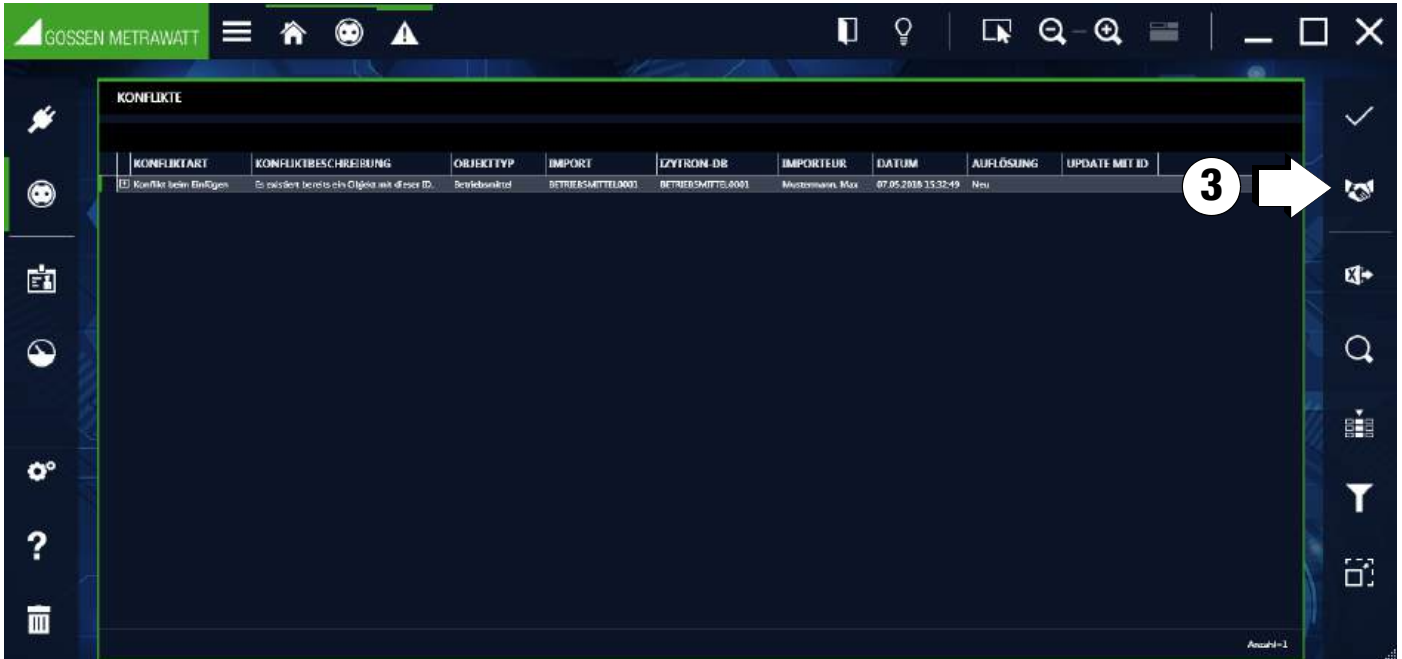 GOSSEN METRAWATT
KONFLIKTE
KONFLIKTART KONFLIKTBESCHREIBUNG OBJEKTTYP IMPORT IZYTRON-DB IMPORTEUR DATUM AUFLÖSUNG UPDATE MIT ID
Konflikt beim Einfügen Es existiert bereits ein Objekt mit dieser ID. Betriebsmittel BETRIEBSMITTEL0001 BETRIEBSMITTEL0001 Mustermann, Max 07.05.2018 15:32:49 Neu
3
Anzahl=1